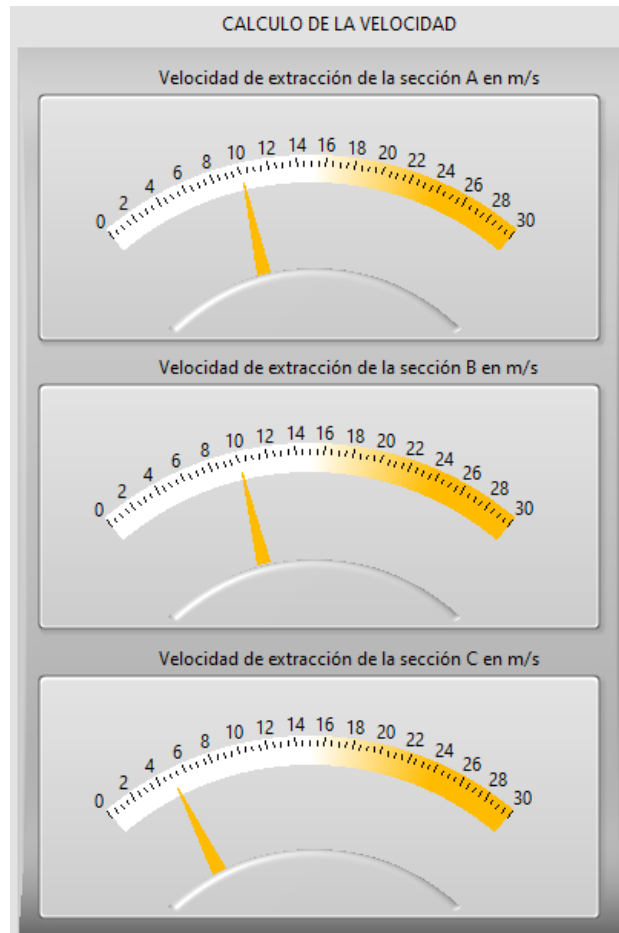 CALCULO DE LA VELOCIDAD
Velocidad de extracción de la sección A en m/s
0 2 4 6 8 10 12 14 16 18 20 22 24 26 28 30
Velocidad de extracción de la sección B en m/s
0 2 4 6 8 10 12 14 16 18 20 22 24 26 28 30
Velocidad de extracción de la sección C en m/s
0 2 4 6 8 10 12 14 16 18 20 22 24 26 28 30